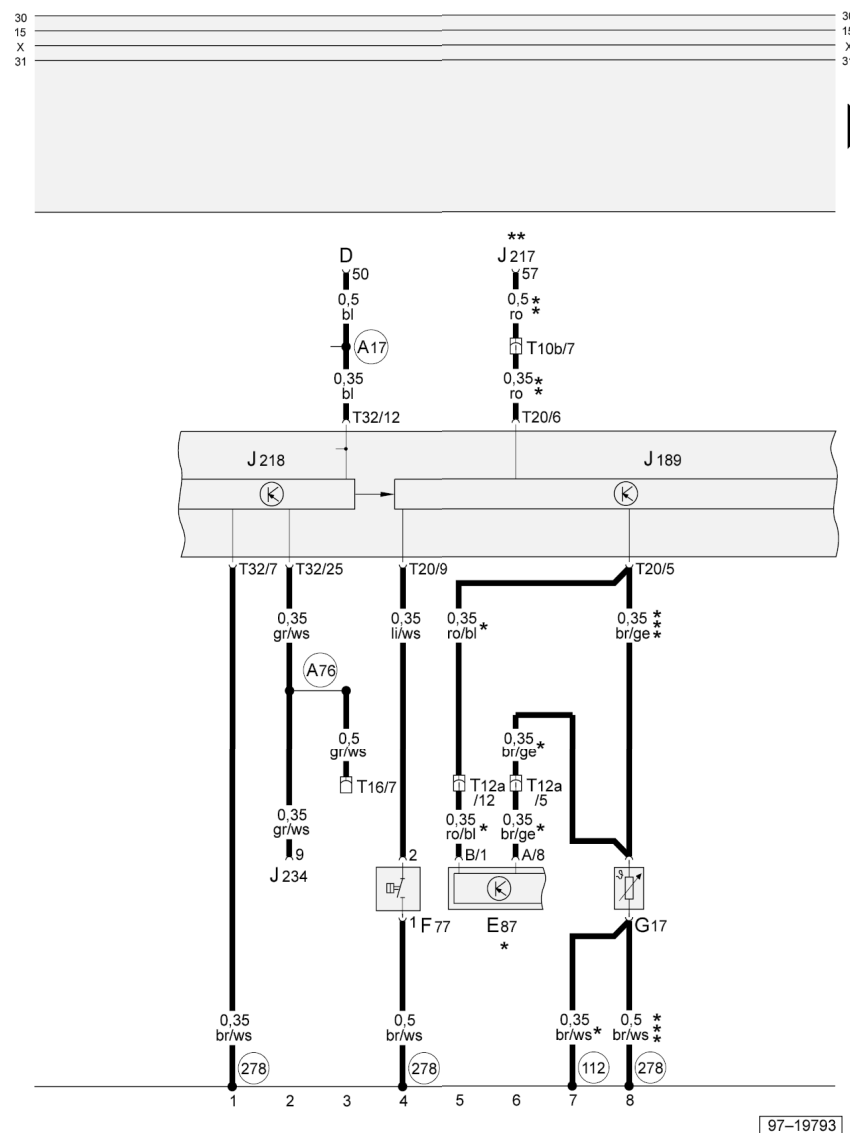 30 30
15 15
X X
31 31
**
D J 217
50 57
0,5 0,5 **
bl ro
A17 T10b/7
0,35 0,35 **
bl ro
T32/12 T20/6
J 218 J 189
T32/7 T32/25 T20/9 T20/5
0,35 0,35 0,35 0,35 ***
gr/ws li/ws ro/bl * br/ge
A76
0,5 0,35
gr/ws br/ge*
T16/7 T12a T12a
/12 /5
0,35 0,35 0,35
gr/ws ro/bl * br/ge*
9 2 B/1 A/8
J 234 ϑ
1 F 77 E87 G17
*
0,35 0,5 0,35 0,5 ***
br/ws br/ws br/ws* br/ws
278 278 112 278
1 2 3 4 5 6 7 8
97–19793